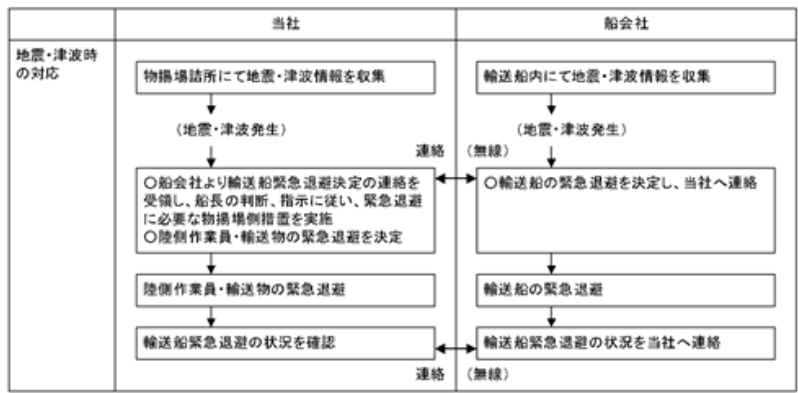 当社
船会社
地震・津波時
の対応
物揚場詰所にて地震・津波情報を収集
輸送船内にて地震・津波情報を収集
（地震・津波発生）
（地震・津波発生）
連絡
（無線）
〇船会社より輸送船緊急退避決定の連絡を
受領し、船長の判断、指示に従い、緊急退避
に必要な物揚場側措置を実施
〇陸側作業員・輸送物の緊急退避を決定
〇輸送船の緊急退避を決定し、当社へ連絡
陸側作業員・輸送物の緊急退避
輸送船の緊急退避
輸送船緊急退避の状況を確認
輸送船緊急退避の状況を当社へ連絡
連絡
（無線）